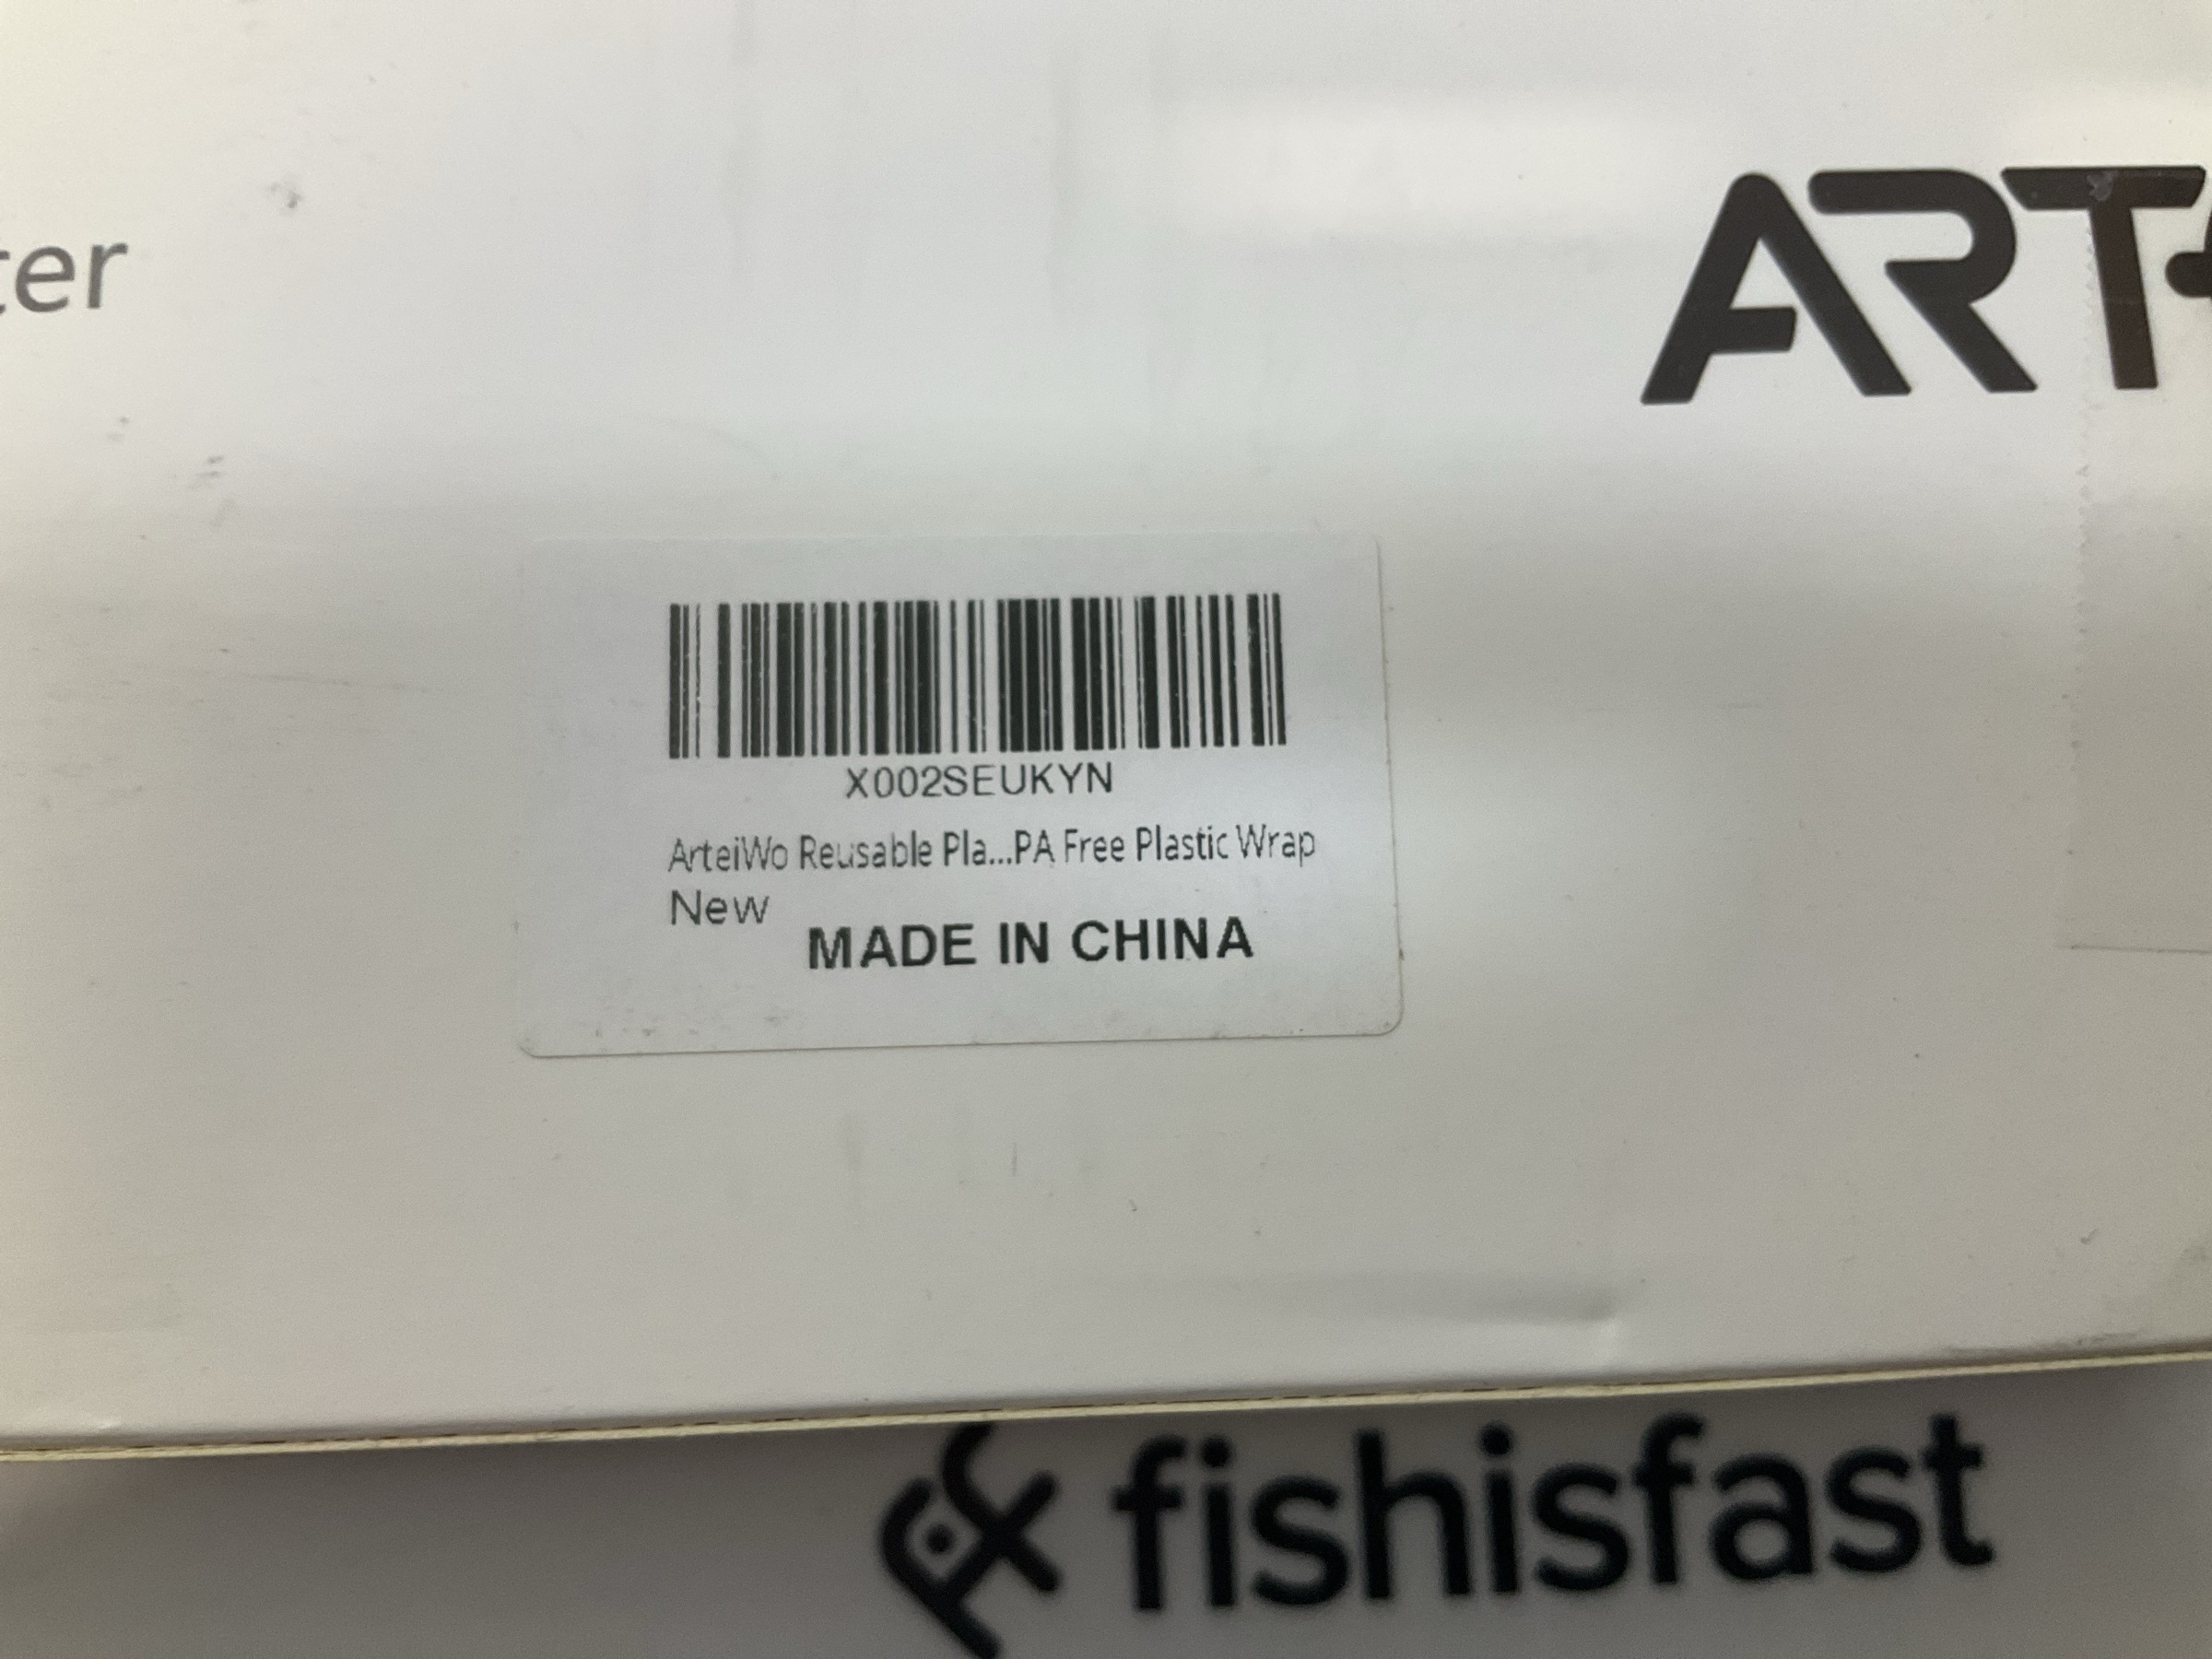 ter
ART
X002SEUKYN
ArteiWo Reusable Pla...PA Free Plastic Wrap
New
MADE IN CHINA
fishisfast